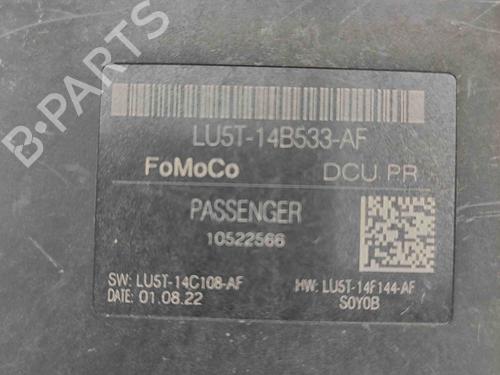 B-PARTS
LU5T-14B533-AF
FoMoCo DCU PR
PASSENGER
10522566
SW: LU5T-14C108-AF HW: LU5T-14F144-AF
DATE: 01.08.22 S0Y0B